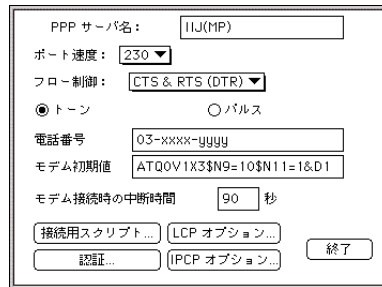 PPP サーバ名： IIJ(MP)
ポート速度： 230
フロー制御： CTS & RTS (DTR)
トーン パルス
電話番号 03-xxxx-yyyy
モデム初期値 ATQ0V1X3$N9=10$N11=1&D1
モデム接続時の中断時間 90 秒
接続用スクリプト... LCP オプション...
認証... IPCP オプション... 終了